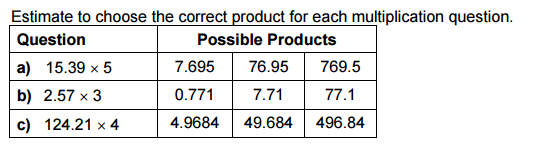 Estimate to choose the correct product for each multiplication question.
Question Possible Products
a) 15.39 × 5 7.695 76.95 769.5
b) 2.57 × 3 0.771 7.71 77.1
c) 124.21 × 4 4.9684 49.684 496.84